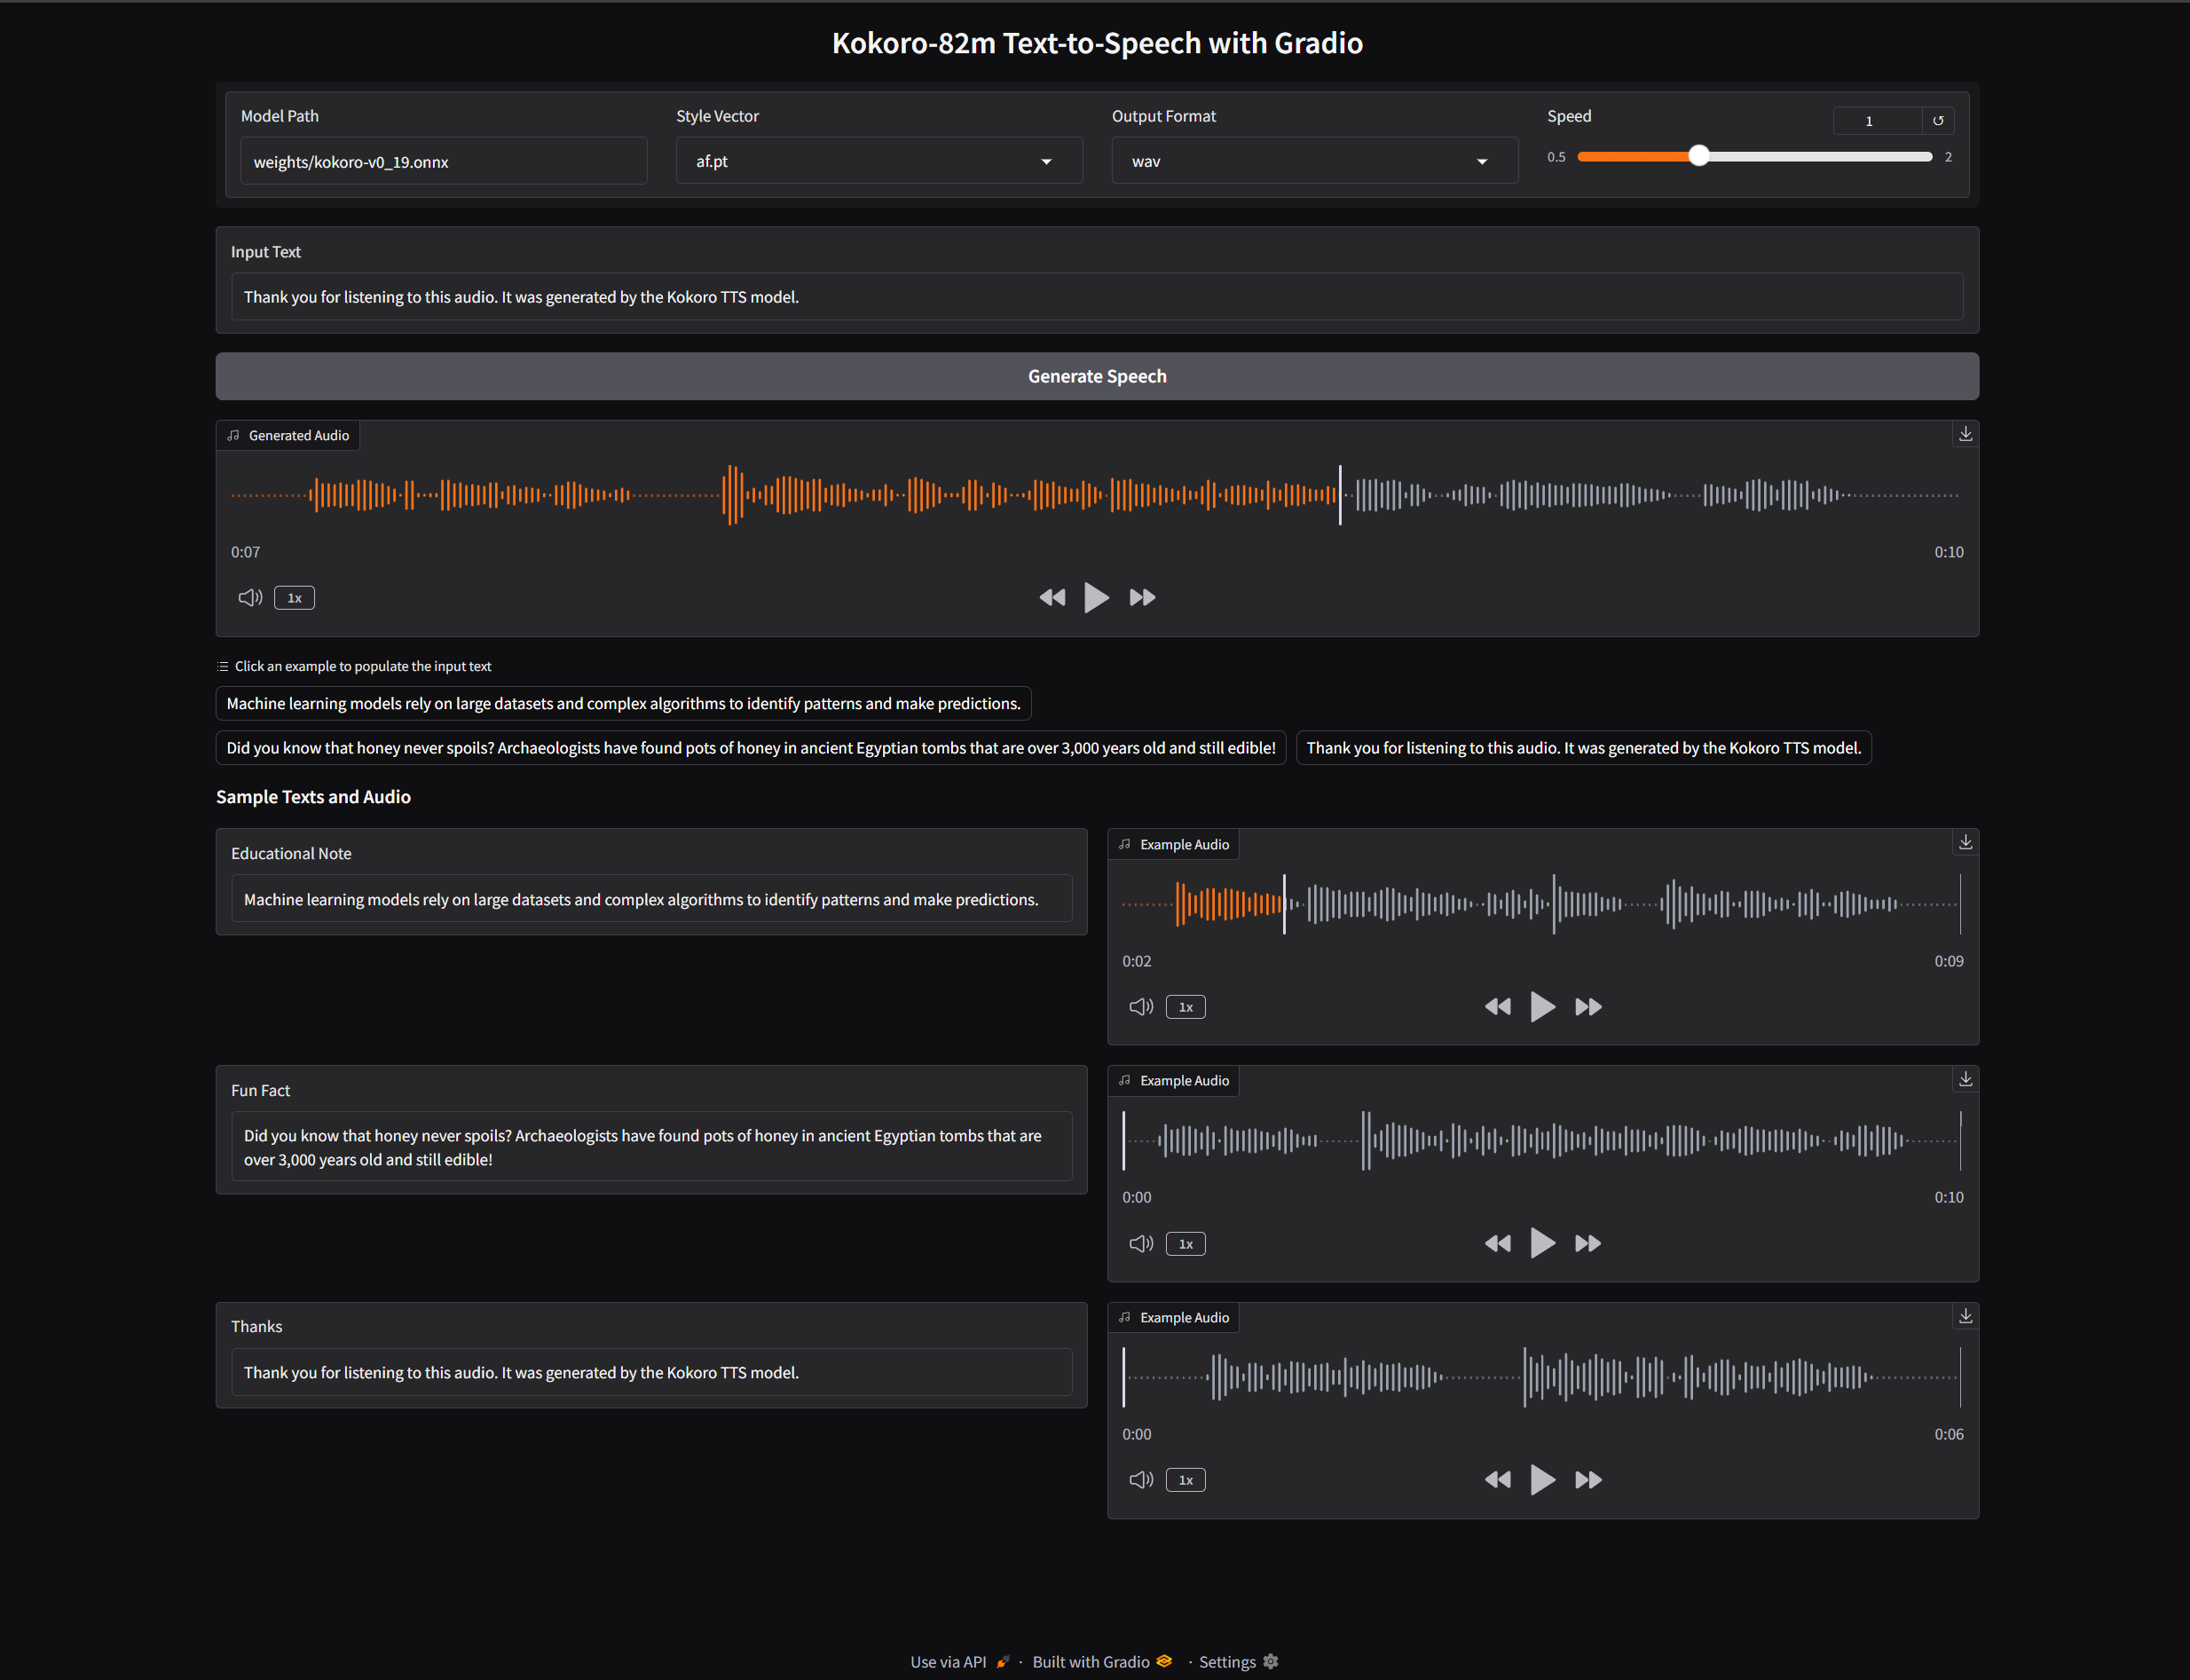 Kokoro-82m Text-to-Speech with Gradio
Model Path
weights/kokoro-v0_19.onnx
Style Vector
af.pt
Output Format
wav
Speed
1
0.5
2
Input Text
Thank you for listening to this audio. It was generated by the Kokoro TTS model.
Generate Speech
Generated Audio
0:07
0:10
1x
Click an example to populate the input text
Machine learning models rely on large datasets and complex algorithms to identify patterns and make predictions.
Did you know that honey never spoils? Archaeologists have found pots of honey in ancient Egyptian tombs that are over 3,000 years old and still edible!
Thank you for listening to this audio. It was generated by the Kokoro TTS model.
Sample Texts and Audio
Educational Note
Machine learning models rely on large datasets and complex algorithms to identify patterns and make predictions.
Example Audio
0:02
0:09
1x
Fun Fact
Did you know that honey never spoils? Archaeologists have found pots of honey in ancient Egyptian tombs that are
over 3,000 years old and still edible!
Example Audio
0:00
0:10
1x
Thanks
Thank you for listening to this audio. It was generated by the Kokoro TTS model.
Example Audio
0:00
0:06
1x
Use via API · Built with Gradio · Settings